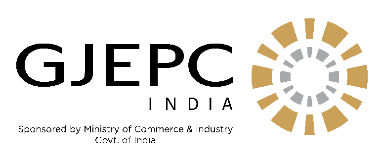 GJEPC
INDIA
Sponsored by Ministry of Commerce & Industry
Govt. of India